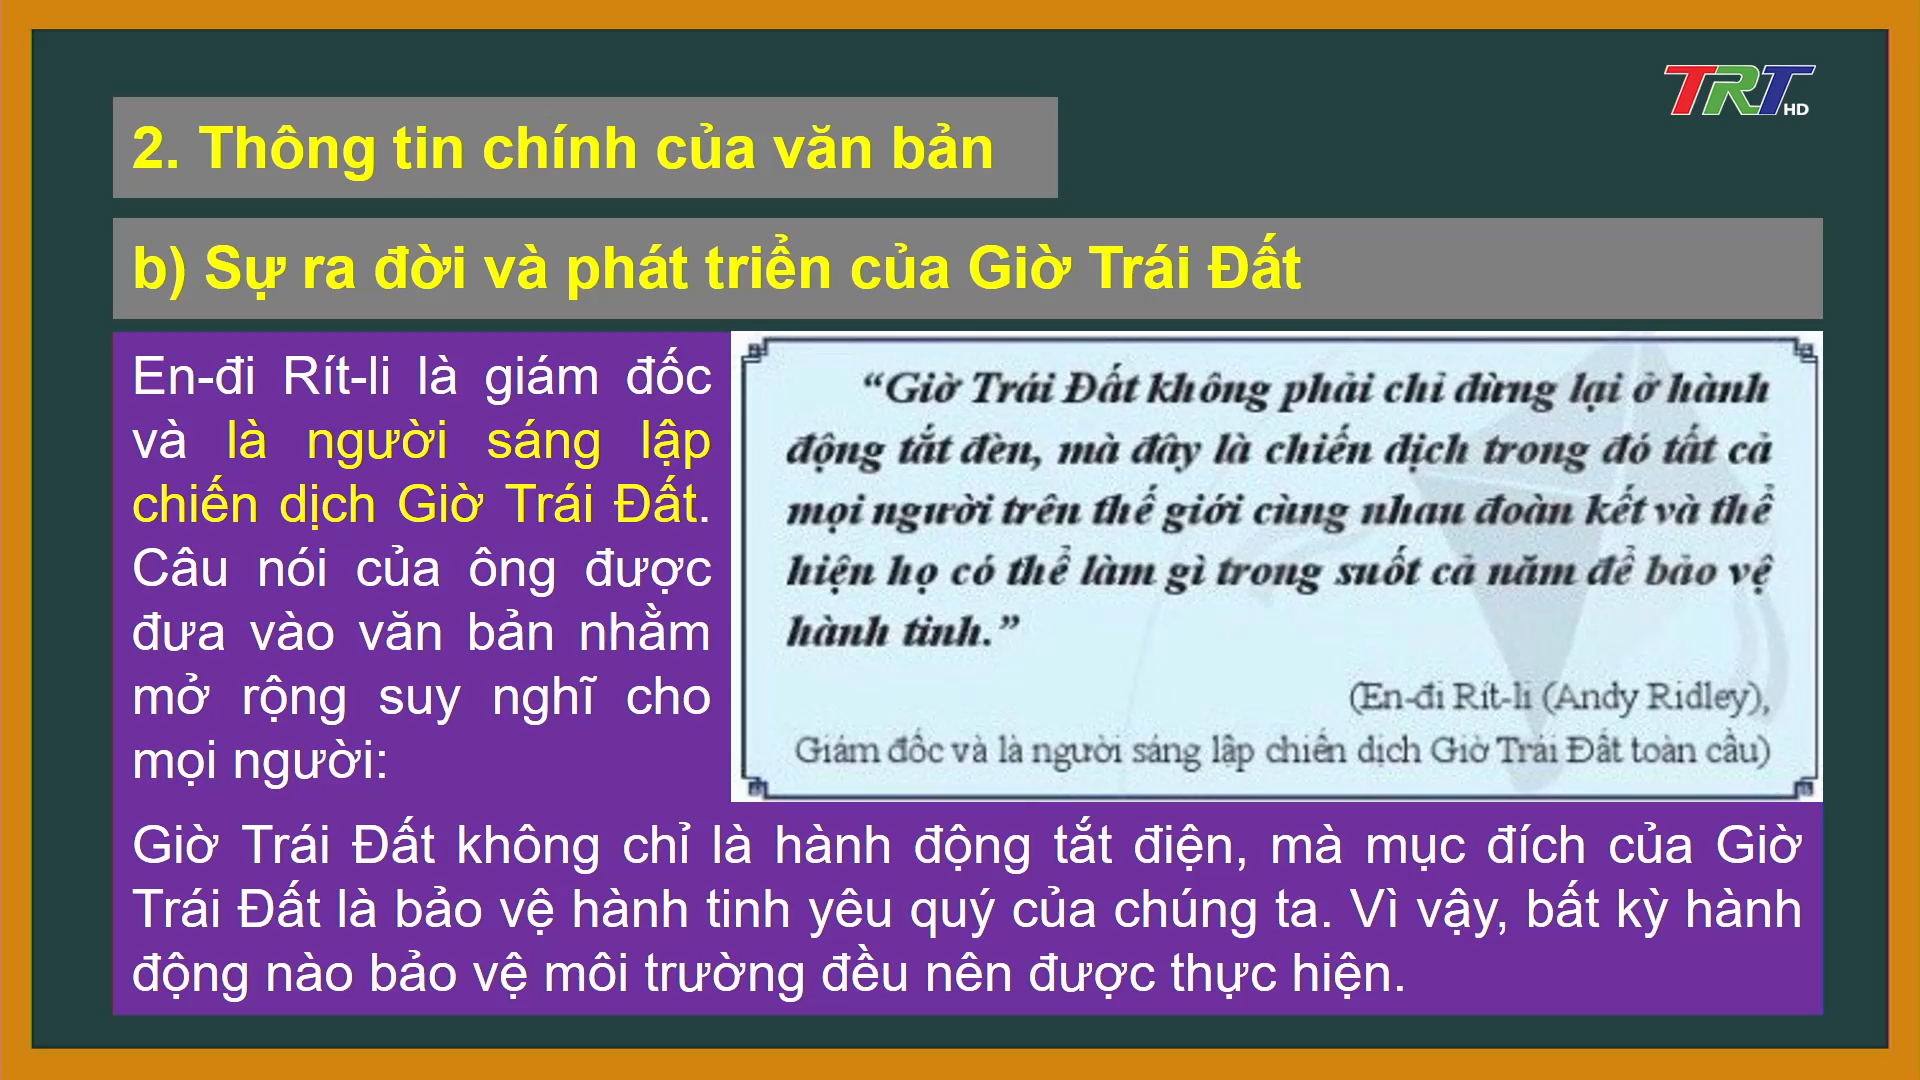 TRT HD
2. Thông tin chính của văn bản
b) Sự ra đời và phát triển của Giờ Trái Đất
En-đi Rít-li là giám đốc
và là người sáng lập
chiến dịch Giờ Trái Đất.
Câu nói của ông được
đưa vào văn bản nhằm
mở rộng suy nghĩ cho
mọi người:
“Giờ Trái Đất không phải chỉ dừng lại ở hành
động tắt đèn, mà đây là chiến dịch trong đó tất cả
mọi người trên thế giới cùng nhau đoàn kết và thể
hiện họ có thể làm gì trong suốt cả năm để bảo vệ
hành tinh.”
(En-đi Rít-li (Andy Ridley),
Giám đốc và là người sáng lập chiến dịch Giờ Trái Đất toàn cầu)
Giờ Trái Đất không chỉ là hành động tắt điện, mà mục đích của Giờ
Trái Đất là bảo vệ hành tinh yêu quý của chúng ta. Vì vậy, bất kỳ hành
động nào bảo vệ môi trường đều nên được thực hiện.